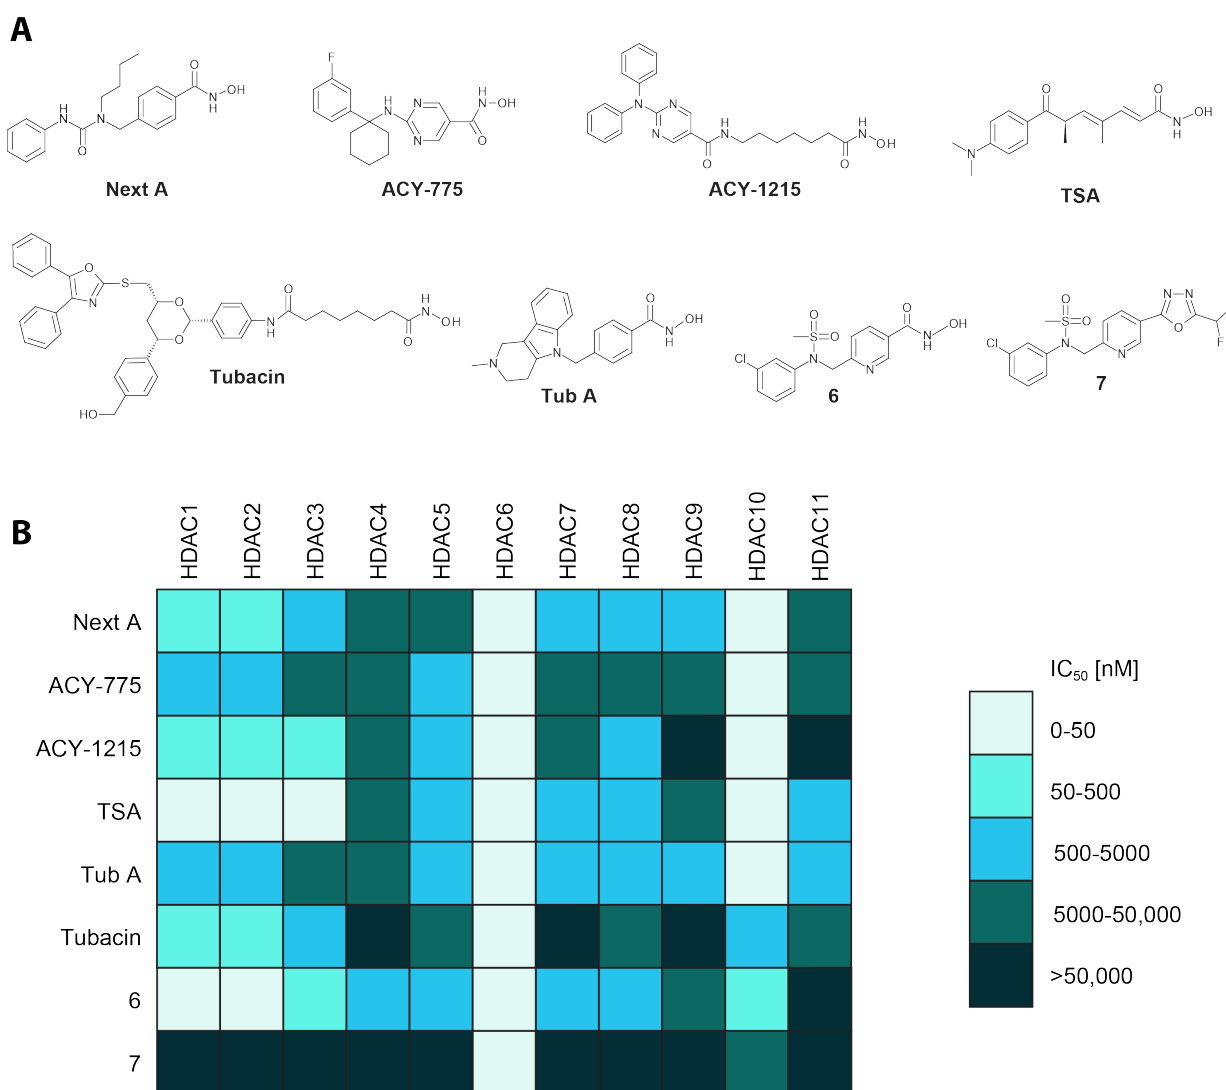 A
F
O
N
H
OH
H
N
N
O
Next A
NH
N
N
H
N
OH
O
ACY-775
N
N
N
H
N
O
O
N
H
OH
ACY-1215
O
O
N
H
OH
N
TSA
O
N
S
O
O
N
H
O
O
H
N
OH
HO
Tubacin
N
N
O
N
H
OH
Tub A
O
S
O
N
Cl
N
O
N
H
OH
6
O
S
O
N
Cl
N
N
N
O
F
7
B
HDAC1
HDAC2
HDAC3
HDAC4
HDAC5
HDAC6
HDAC7
HDAC8
HDAC9
HDAC10
HDAC11
Next A
ACY-775
ACY-1215
TSA
Tub A
Tubacin
6
7
IC50 [nM]
0-50
50-500
500-5000
5000-50,000
>50,000